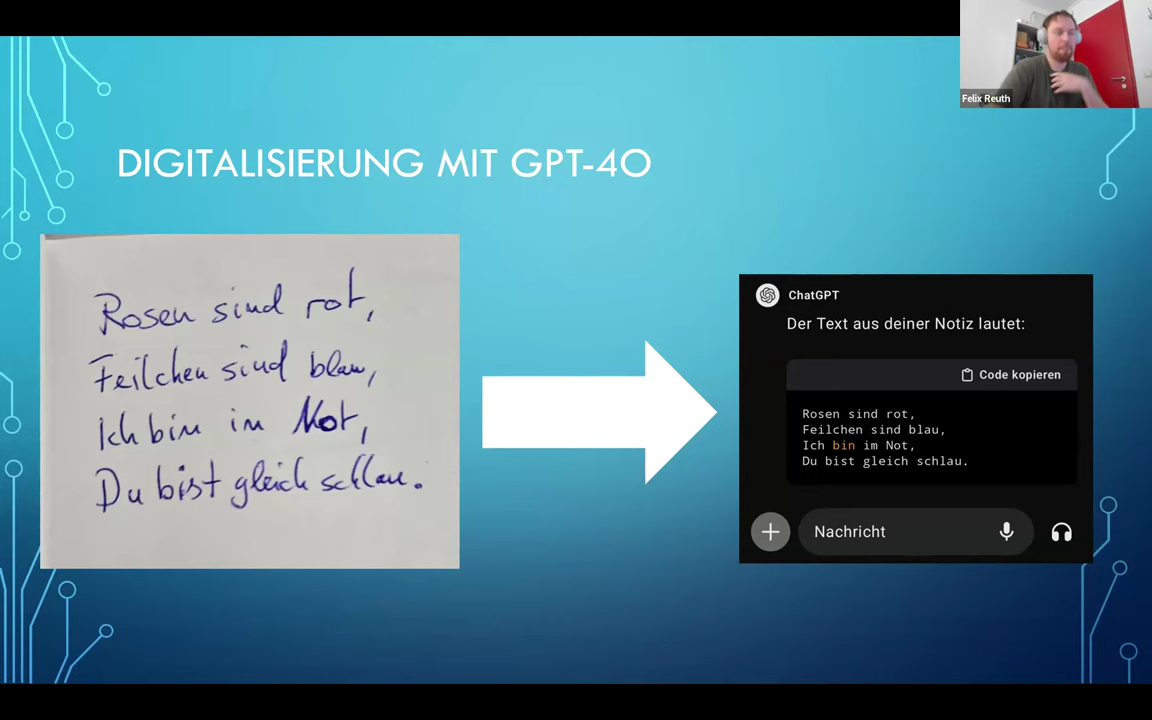 Felix Reuth
DIGITALISIERUNG MIT GPT-4O
Rosen sind rot,
Feilchen sind blau,
Ich bin in Not,
Du bist gleich schlau.
ChatGPT
Der Text aus deiner Notiz lautet:
Code kopieren
Rosen sind rot,
Feilchen sind blau,
Ich bin im Not,
Du bist gleich schlau.
Nachricht